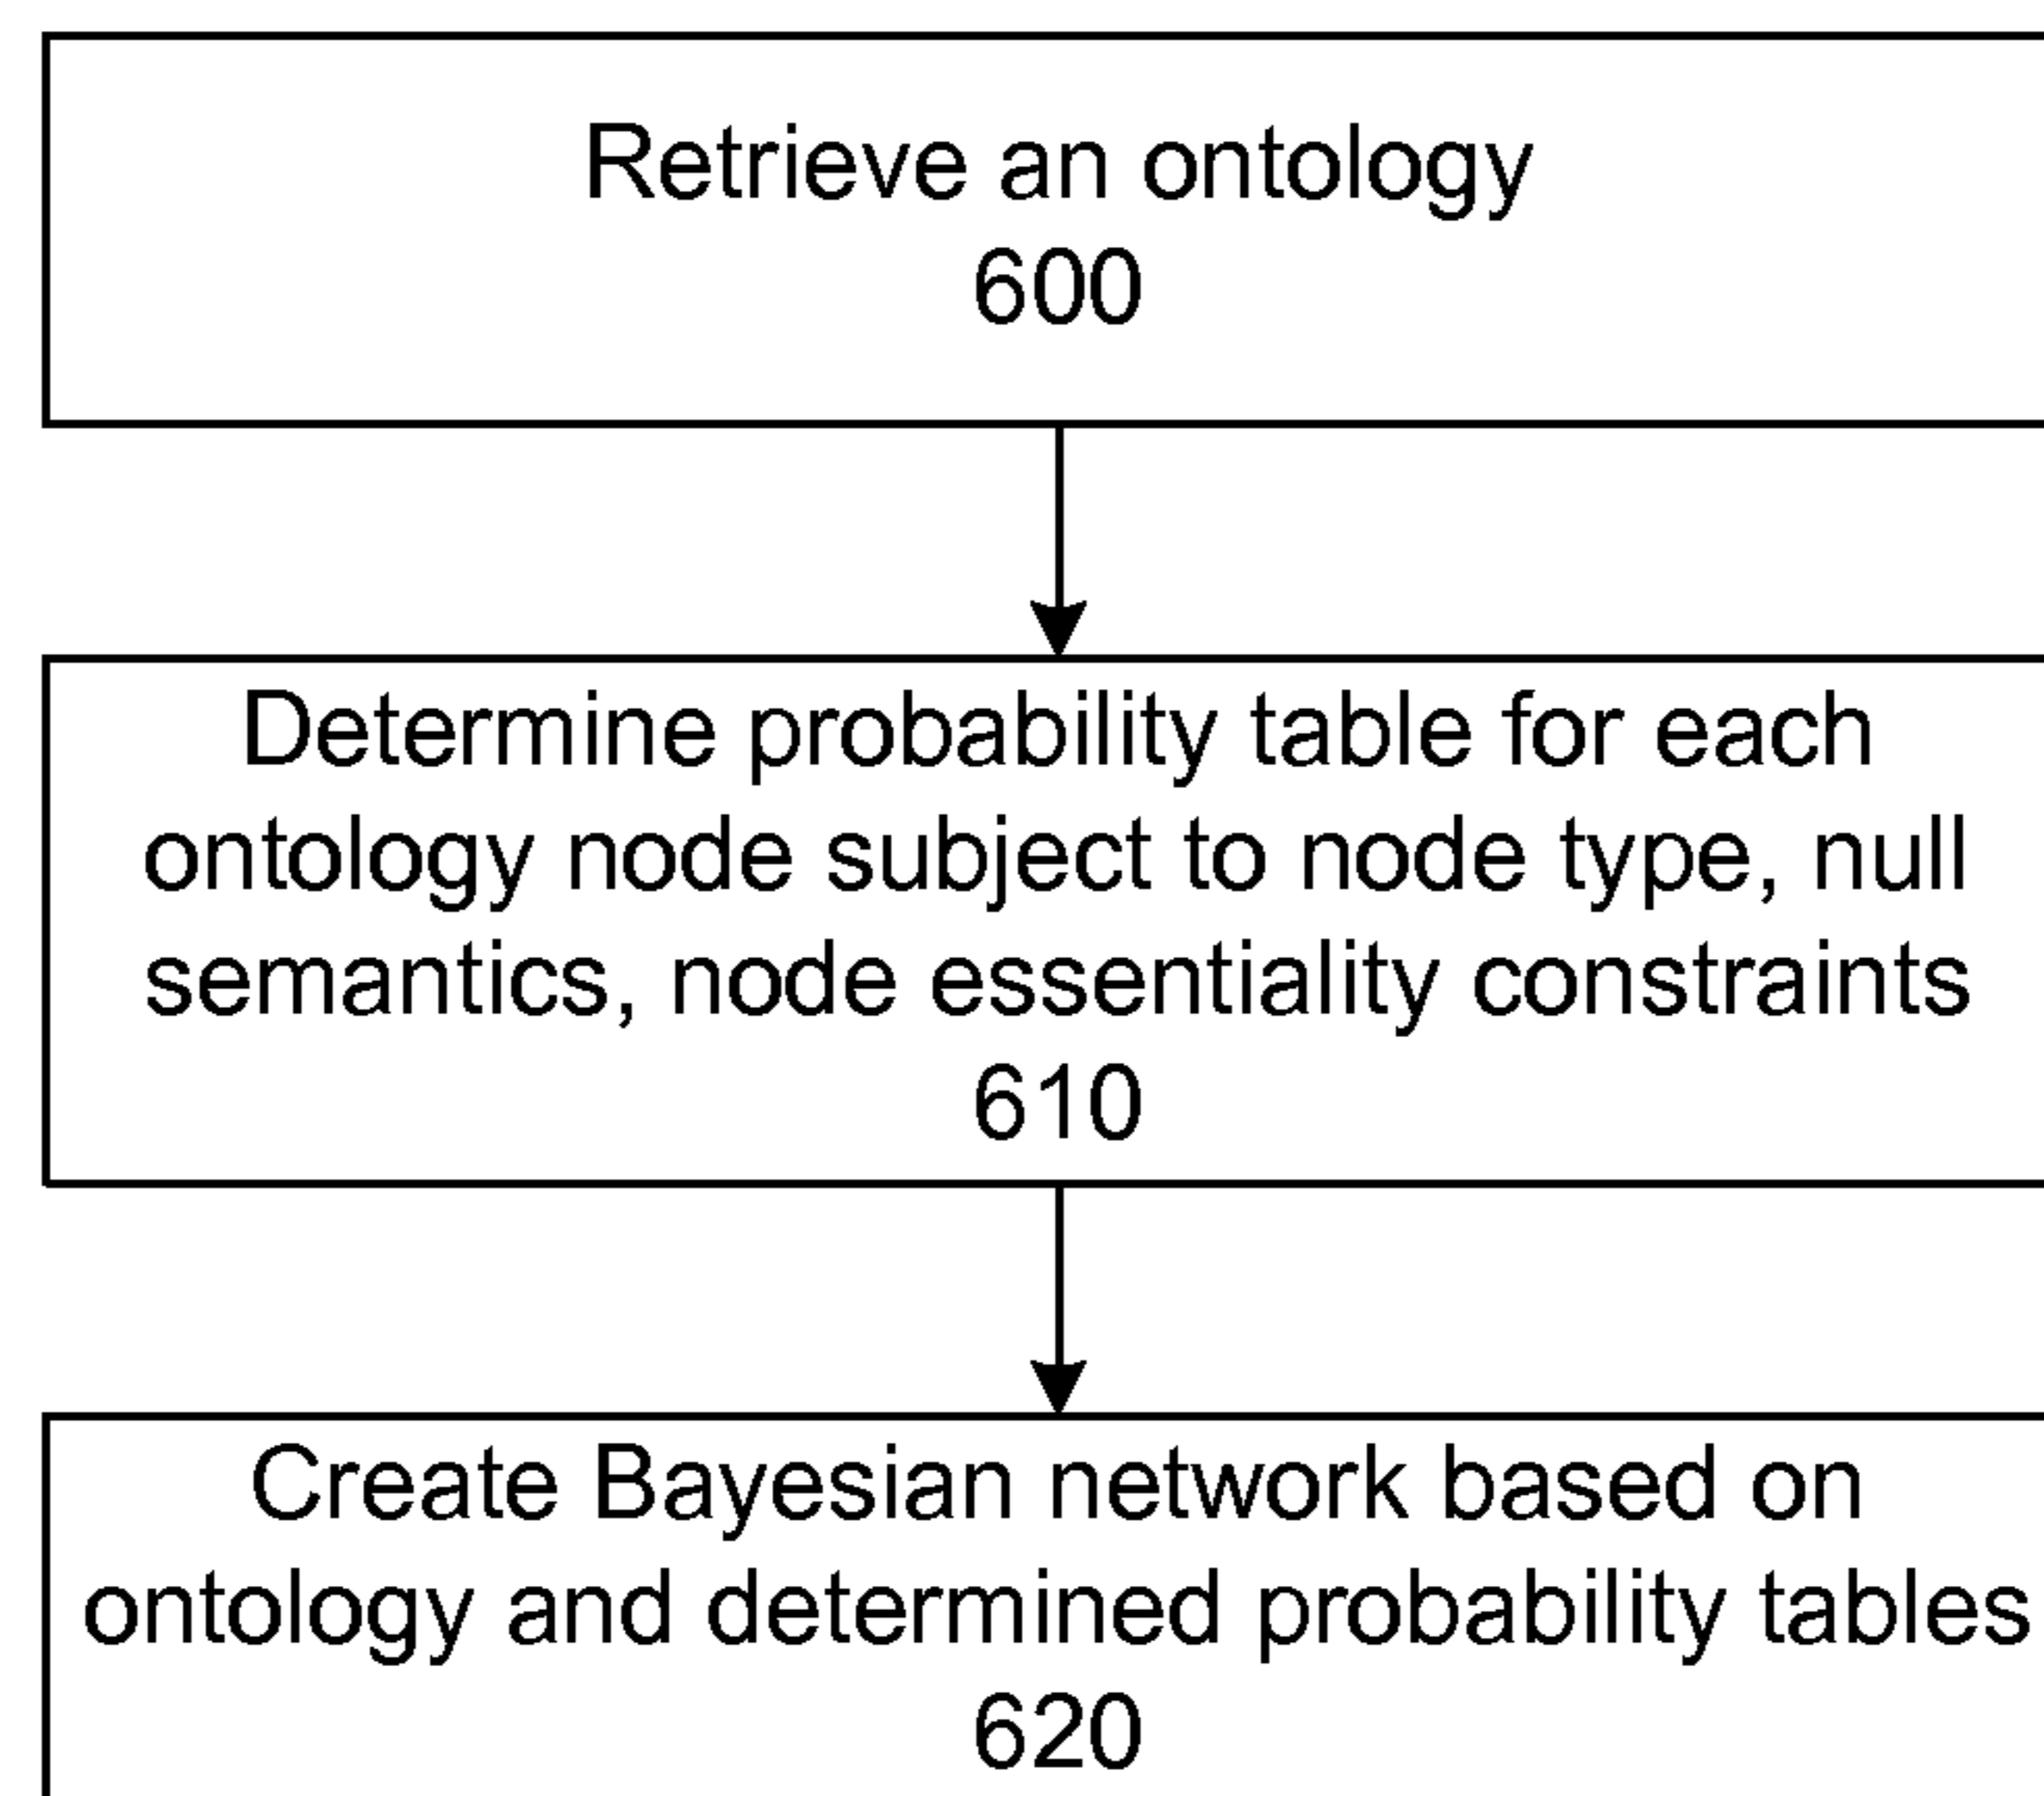 Retrieve an ontology
600
Determine probability table for each
ontology node subject to node type, null
semantics, node essentiality constraints
610
Create Bayesian network based on
ontology and determined probability tables
620